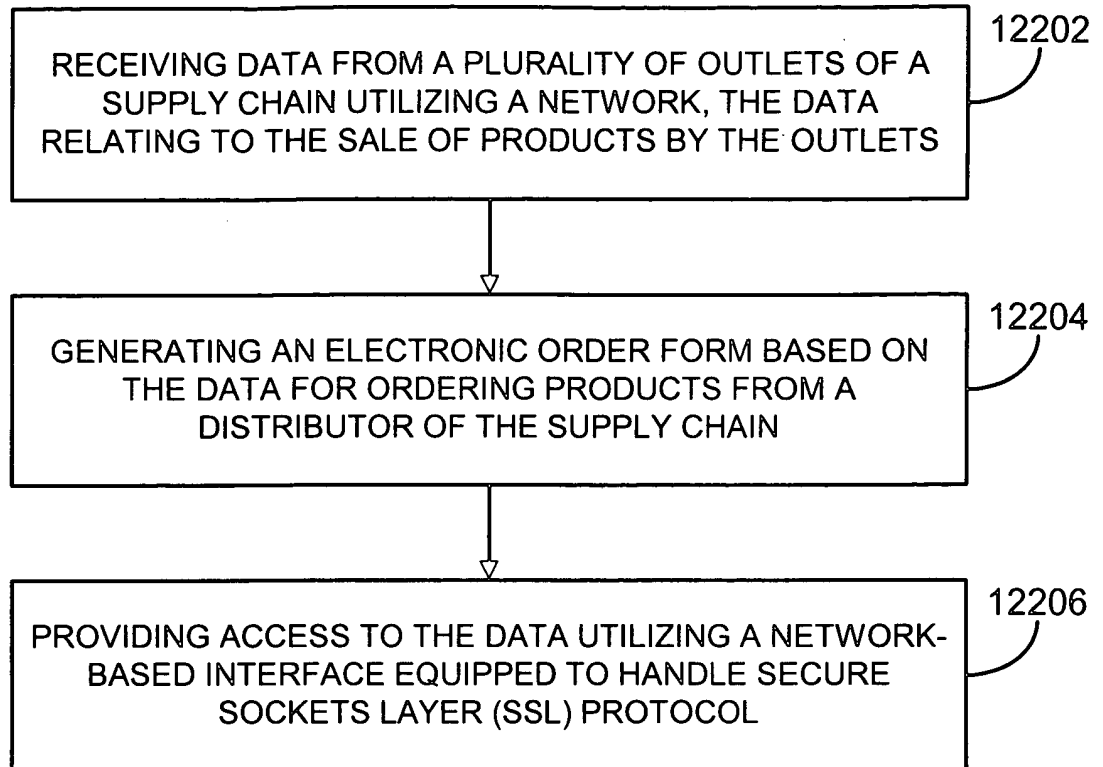 12202
RECEIVING DATA FROM A PLURALITY OF OUTLETS OF A
SUPPLY CHAIN UTILIZING A NETWORK, THE DATA
RELATING TO THE SALE OF PRODUCTS BY THE OUTLETS
12204
GENERATING AN ELECTRONIC ORDER FORM BASED ON
THE DATA FOR ORDERING PRODUCTS FROM A
DISTRIBUTOR OF THE SUPPLY CHAIN
12206
PROVIDING ACCESS TO THE DATA UTILIZING A NETWORK-
BASED INTERFACE EQUIPPED TO HANDLE SECURE
SOCKETS LAYER (SSL) PROTOCOL